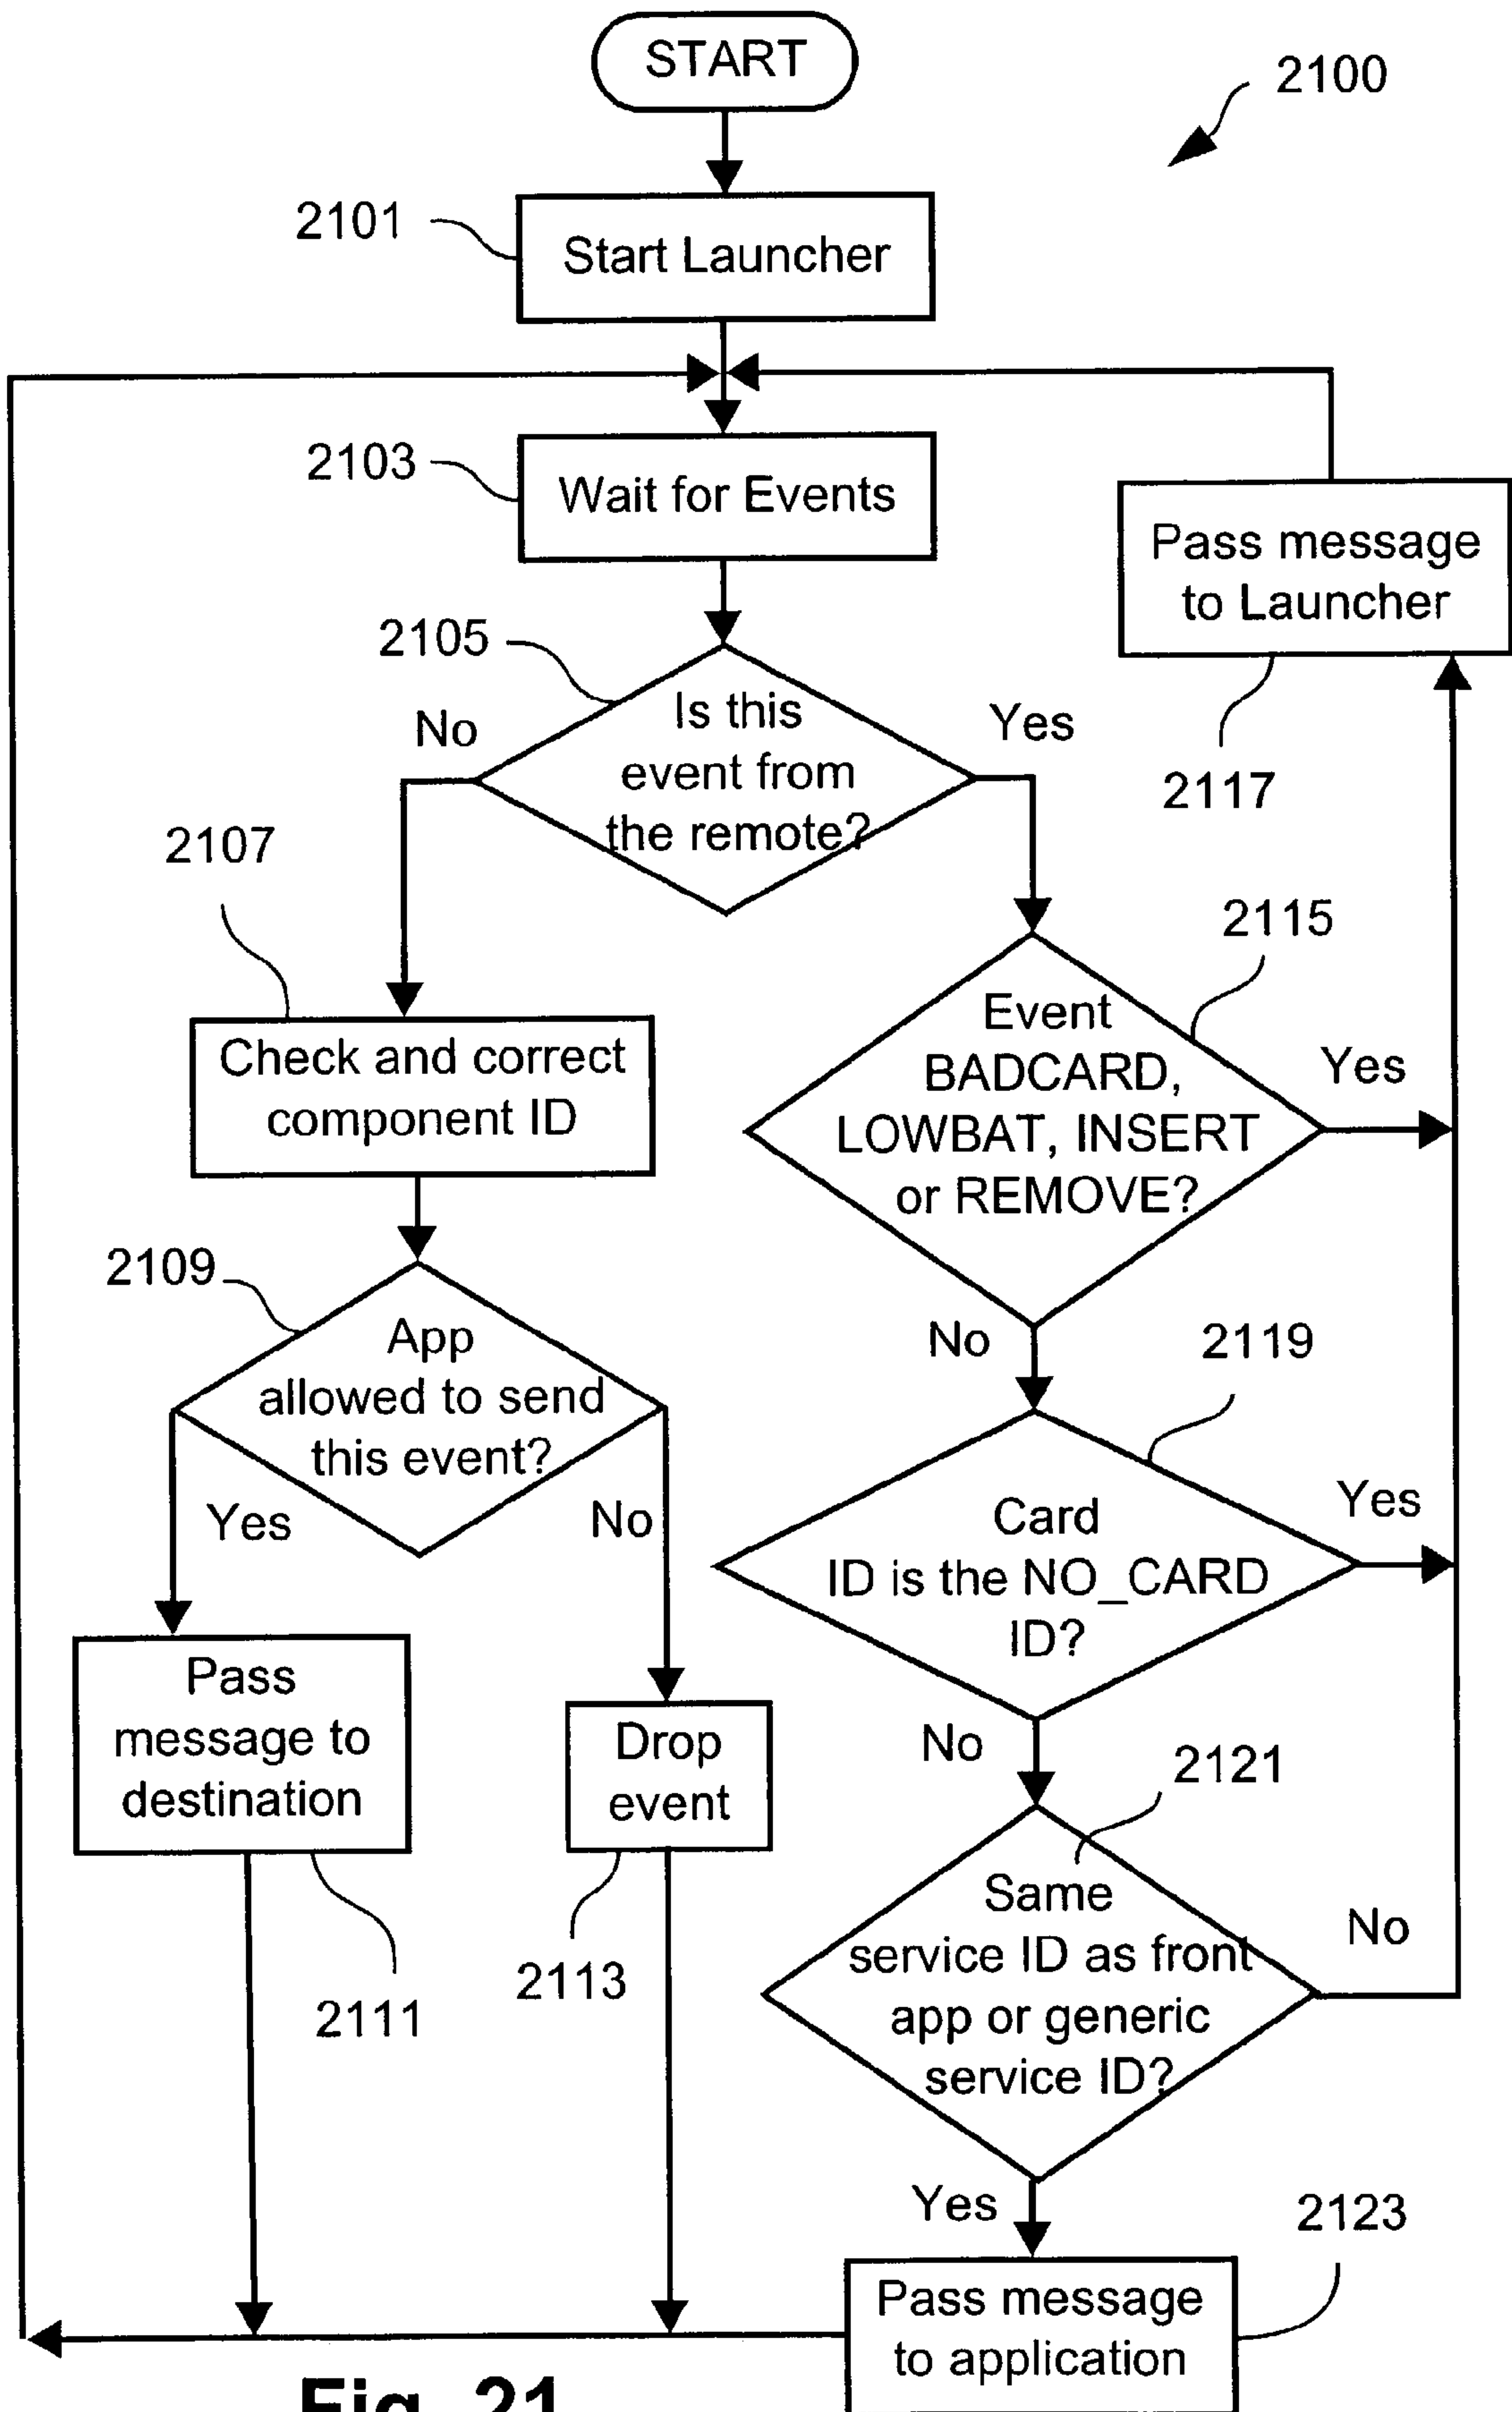 START
2100
2101
Start Launcher
2103
Wait for Events
Pass message
to Launcher
2117
2105
Is this
event from
the remote?
No
Yes
2107
Check and correct
component ID
2115
Event
BADCARD,
LOWBAT, INSERT
or REMOVE?
Yes
No
2109
App
allowed to send
this event?
Yes
No
2119
Card
ID is the NO_CARD
ID?
Yes
No
Pass
message to
destination
2111
Drop
event
2113
2121
Same
service ID as front
app or generic
service ID?
No
Yes
2123
Pass message
to application
Fig. 21